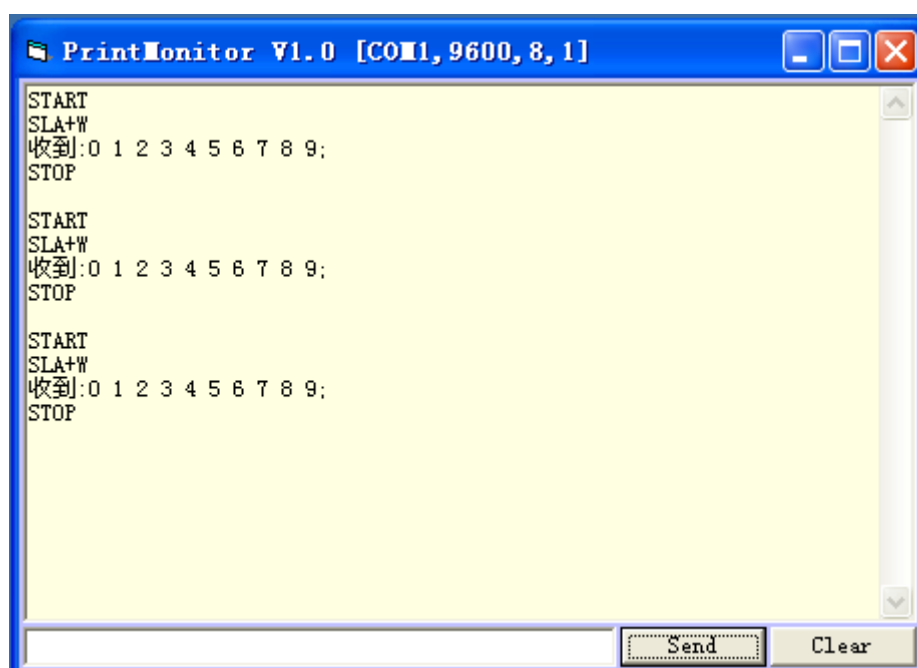 PrintMonitor V1.0 [COM1,9600,8,1]
START
SLA+W
收到:0 1 2 3 4 5 6 7 8 9;
STOP
START
SLA+W
收到:0 1 2 3 4 5 6 7 8 9;
STOP
START
SLA+W
收到:0 1 2 3 4 5 6 7 8 9;
STOP
Send Clear